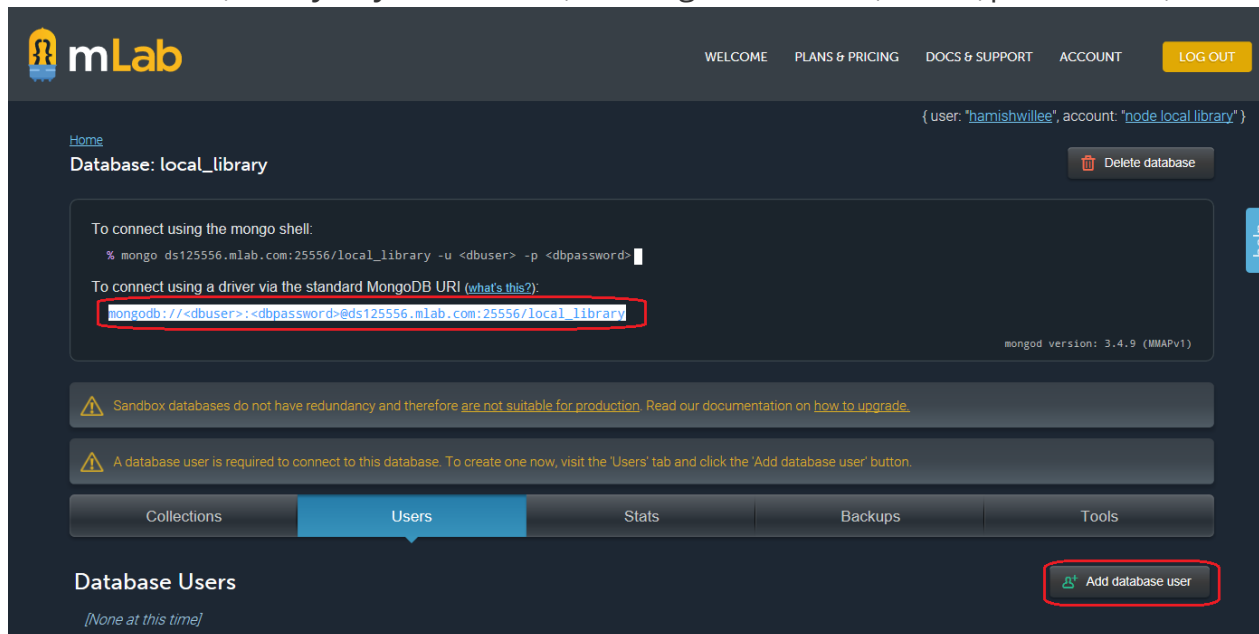 mLab
WELCOME PLANS & PRICING DOCS & SUPPORT ACCOUNT LOG OUT
{ user: "hamishwillee", account: "node local library" }
Home
Database: local_library
Delete database
To connect using the mongo shell:
% mongo ds125556.mlab.com:25556/local_library -u <dbuser> -p <dbpassword>
To connect using a driver via the standard MongoDB URI (what's this?):
mongodb://<dbuser>:<dbpassword>@ds125556.mlab.com:25556/local_library
mongod version: 3.4.9 (MMAPv1)
Sandbox databases do not have redundancy and therefore are not suitable for production. Read our documentation on how to upgrade.
A database user is required to connect to this database. To create one now, visit the 'Users' tab and click the 'Add database user' button.
Collections Users Stats Backups Tools
Database Users
Add database user
[None at this time]